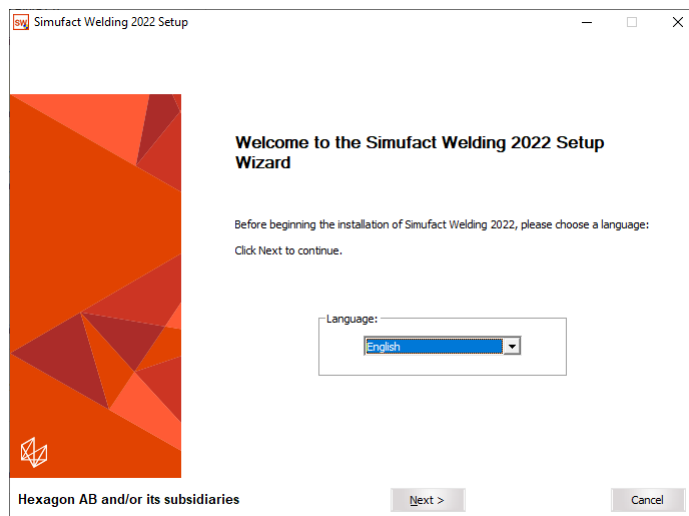 SW Simufact Welding 2022 Setup
Welcome to the Simufact Welding 2022 Setup
Wizard
Before beginning the installation of Simufact Welding 2022, please choose a language:
Click Next to continue.
Language:
English
Hexagon AB and/or its subsidiaries
Next >
Cancel